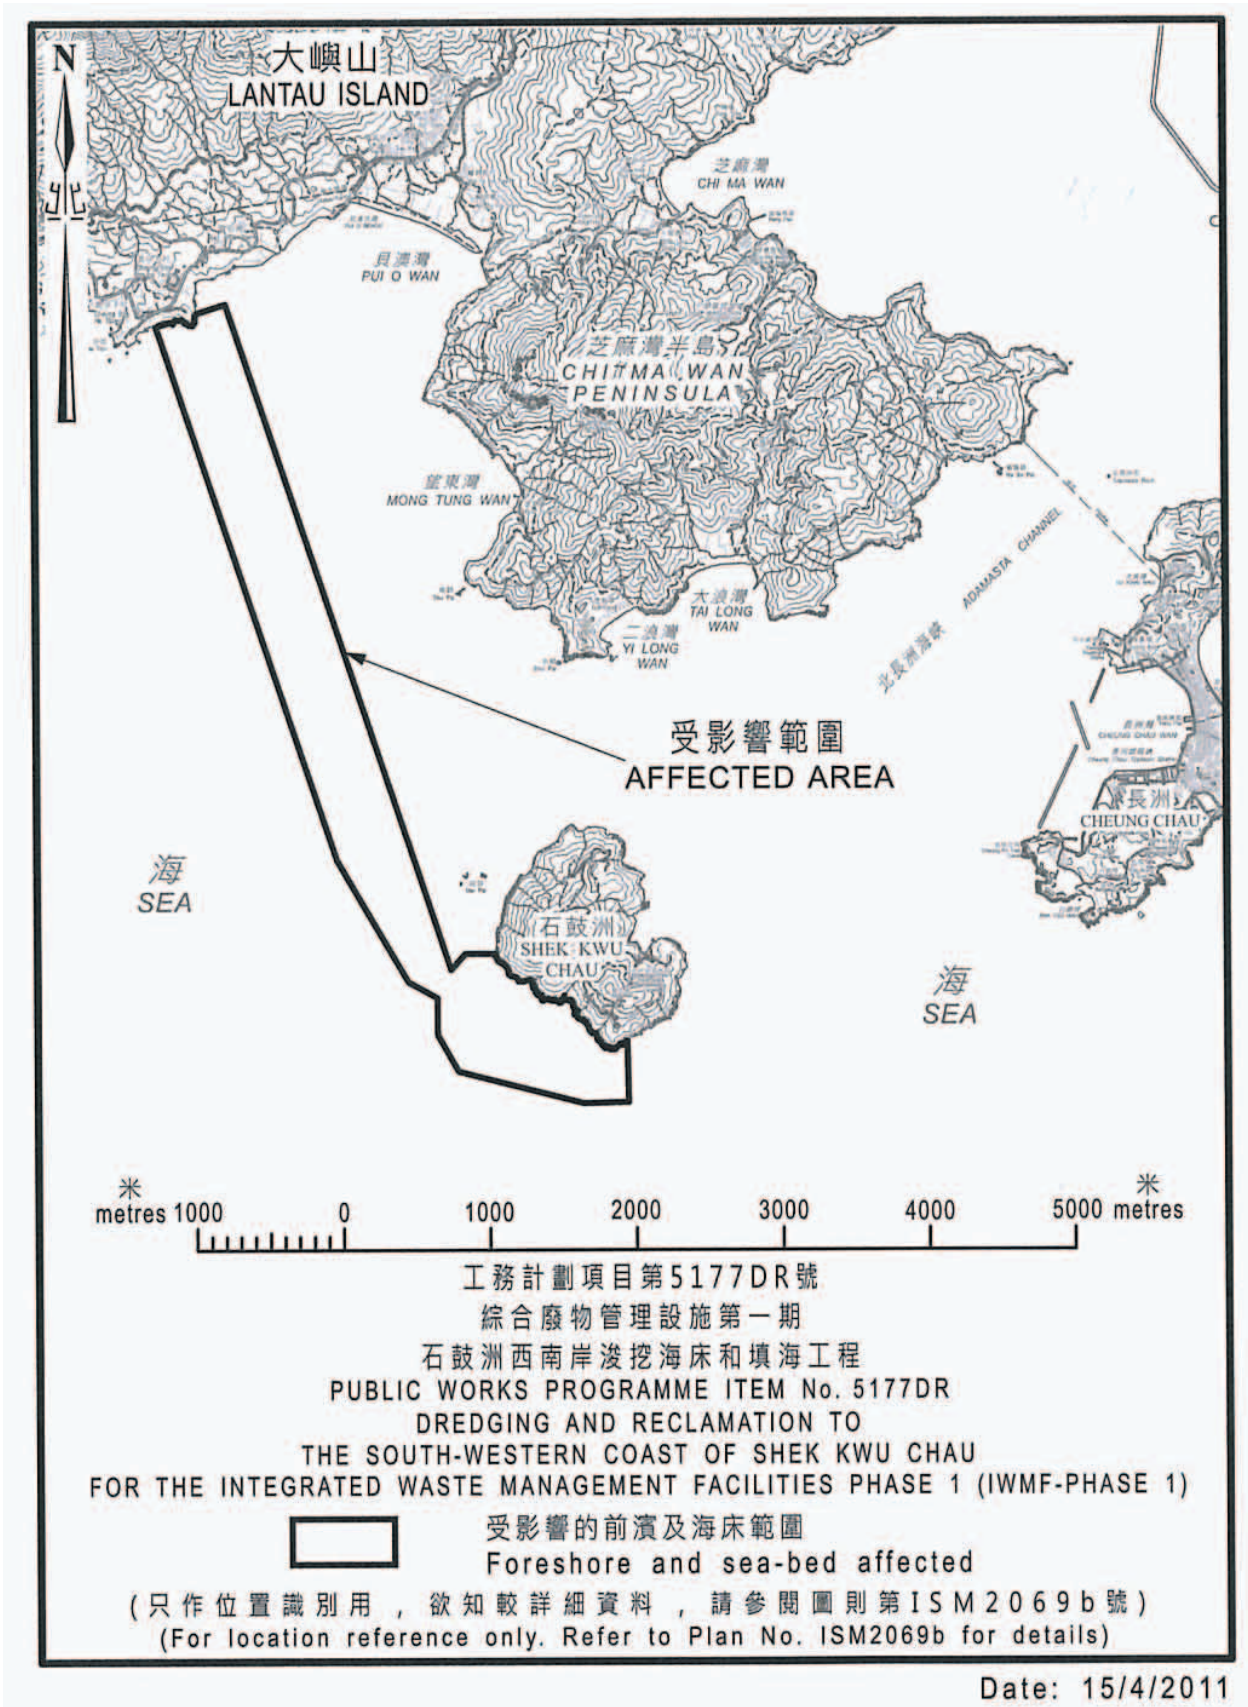 N
北
大嶼山
LANTAU ISLAND
芝麻灣
CHI MA WAN
貝澳灣
PUI O WAN
芝麻灣半島
CHI MA WAN
PENINSULA
望東灣
MONG TUNG WAN
大浪灣
TAI LONG
WAN
二浪灣
YI LONG
WAN
北長洲海峽
ADAMASTA CHANNEL
受影響範圍
AFFECTED AREA
長洲灣
CHEUNG CHAU WAN
長洲
CHEUNG CHAU
海
SEA
石鼓洲
SHEK KWU
CHAU
海
SEA
米
metres 1000 0 1000 2000 3000 4000 5000 metres
米
工務計劃項目第5177DR號
綜合廢物管理設施第一期
石鼓洲西南岸浚挖海床和填海工程
PUBLIC WORKS PROGRAMME ITEM No. 5177DR
DREDGING AND RECLAMATION TO
THE SOUTH-WESTERN COAST OF SHEK KWU CHAU
FOR THE INTEGRATED WASTE MANAGEMENT FACILITIES PHASE 1 (IWMF-PHASE 1)
受影響的前濱及海床範圍
Foreshore and sea-bed affected
(只作位置識別用，欲知較詳細資料，請參閱圖則第ISM2069b號)
(For location reference only. Refer to Plan No. ISM2069b for details)
Date: 15/4/2011